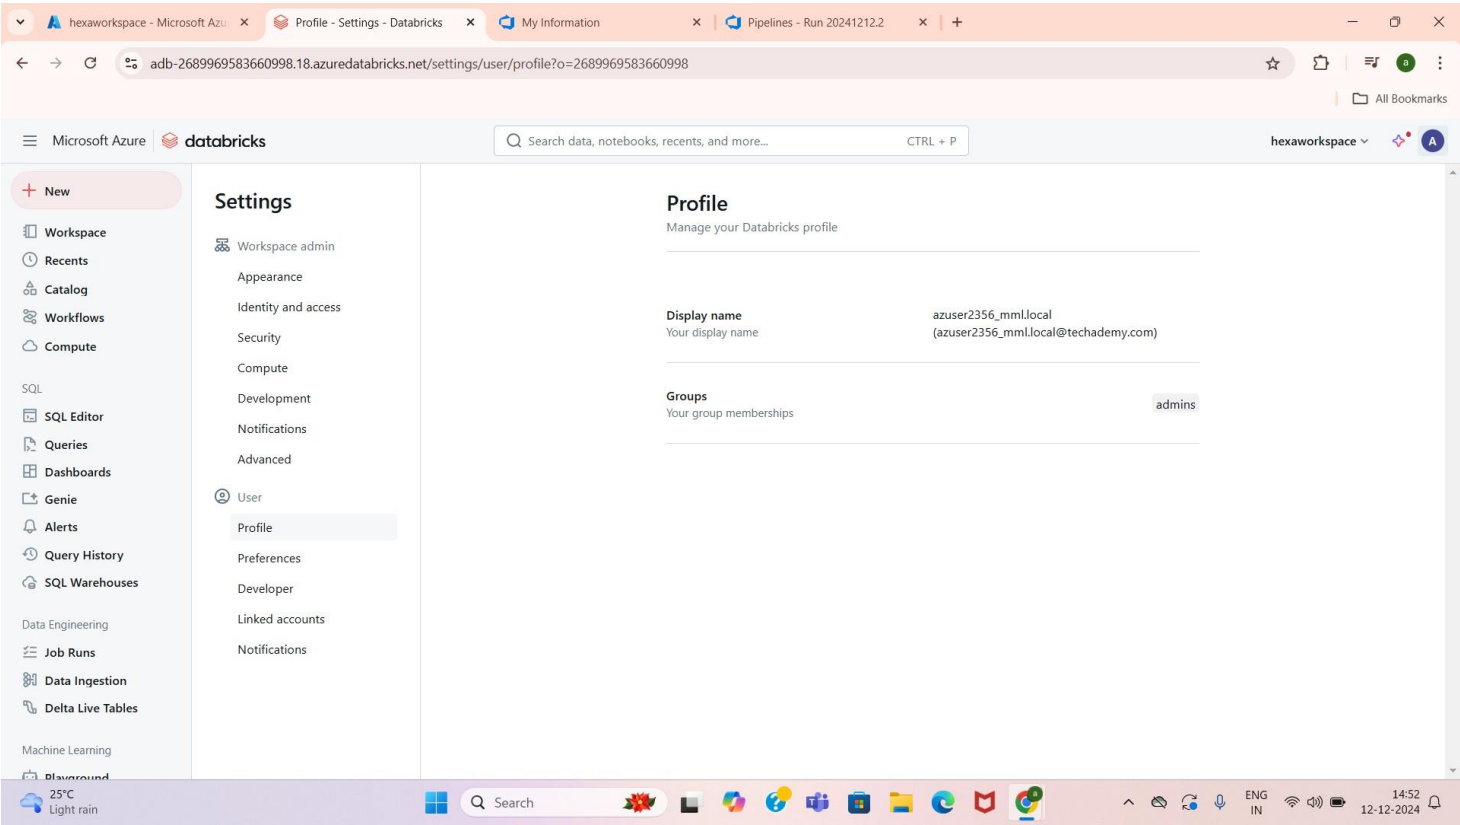 hexaworkspace - Microsoft Azu
Profile - Settings - Databricks
My Information
Pipelines - Run 20241212.2
adb-2689969583660998.18.azuredatabricks.net/settings/user/profile?o=2689969583660998
a
All Bookmarks
Microsoft Azure
databricks
Search data, notebooks, recents, and more...
CTRL + P
hexaworkspace
A
New
Workspace
Recents
Catalog
Workflows
Compute
SQL
SQL Editor
Queries
Dashboards
Genie
Alerts
Query History
SQL Warehouses
Data Engineering
Job Runs
Data Ingestion
Delta Live Tables
Machine Learning
Playground
Settings
Workspace admin
Appearance
Identity and access
Security
Compute
Development
Notifications
Advanced
User
Profile
Preferences
Developer
Linked accounts
Notifications
Profile
Manage your Databricks profile
Display name
Your display name
azuser2356_mml.local
(azuser2356_mml.local@techademy.com)
Groups
Your group memberships
admins
25°C
Light rain
Search
ENG
IN
14:52
12-12-2024